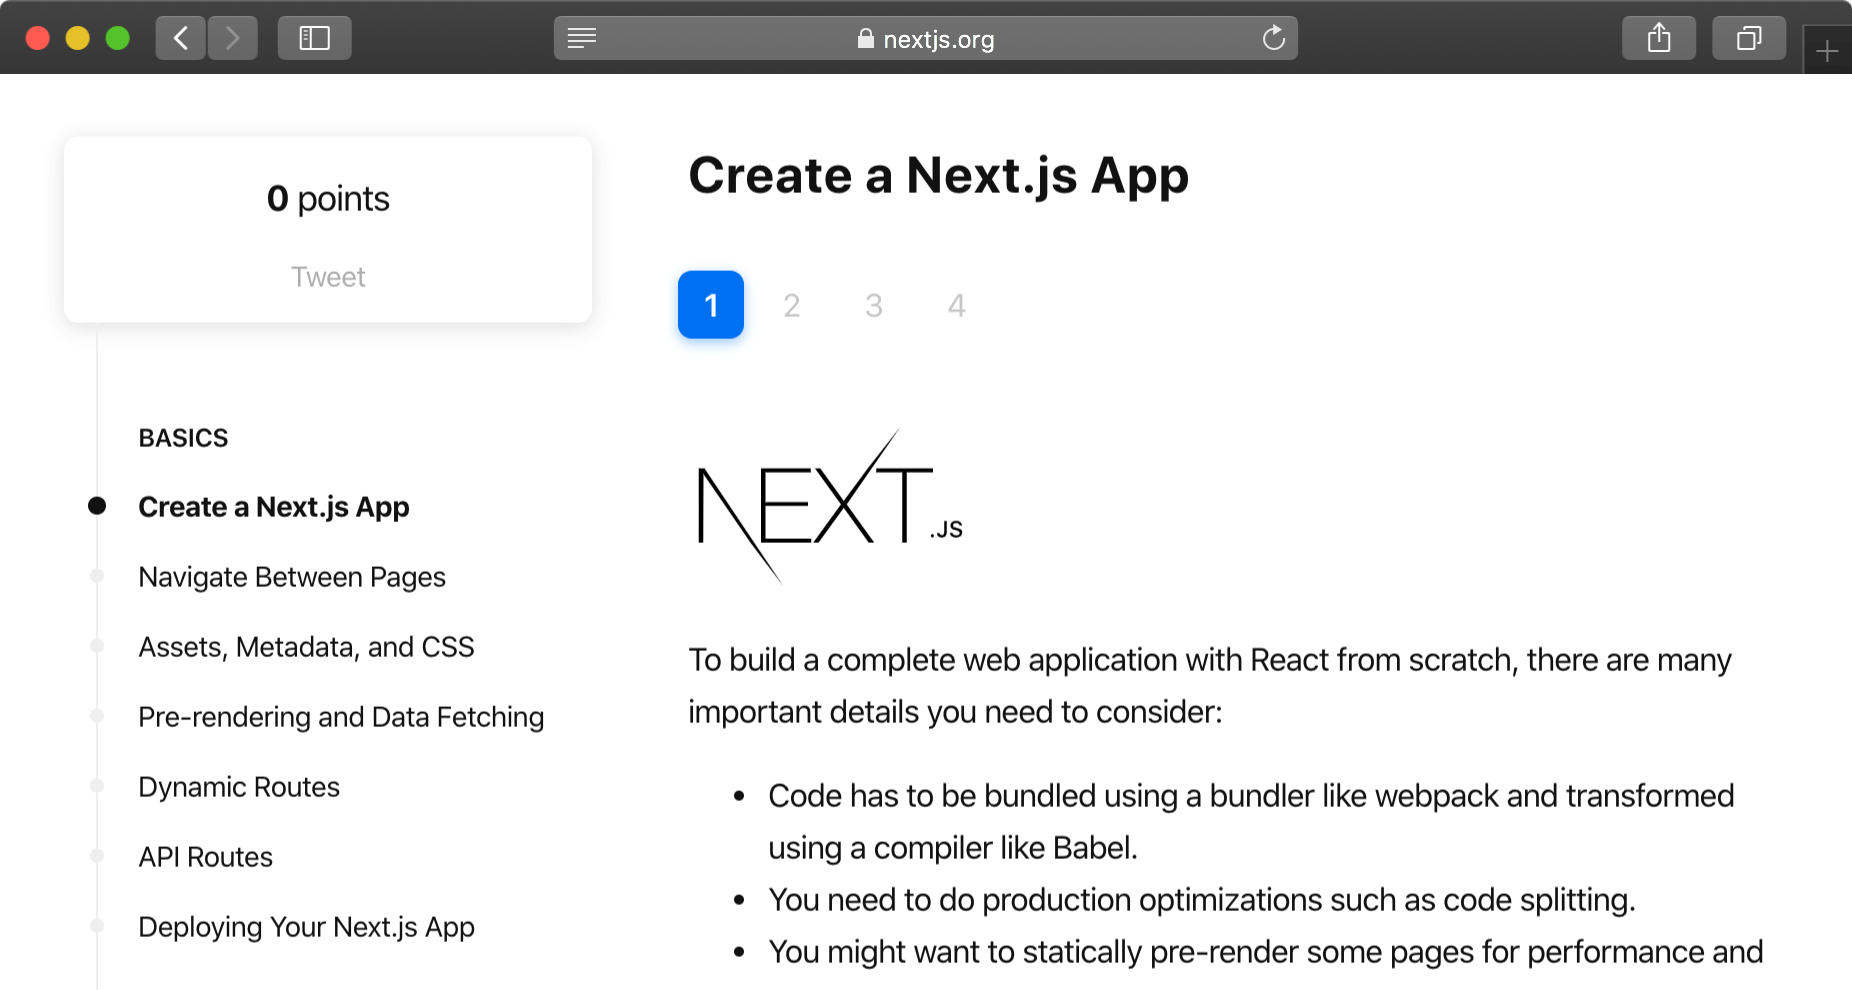 nextjs.org
0 points
Tweet
BASICS
Create a Next.js App
Navigate Between Pages
Assets, Metadata, and CSS
Pre-rendering and Data Fetching
Dynamic Routes
API Routes
Deploying Your Next.js App
Create a Next.js App
1 2 3 4
NEXT.JS
To build a complete web application with React from scratch, there are many
important details you need to consider:
• Code has to be bundled using a bundler like webpack and transformed
using a compiler like Babel.
• You need to do production optimizations such as code splitting.
• You might want to statically pre-render some pages for performance and